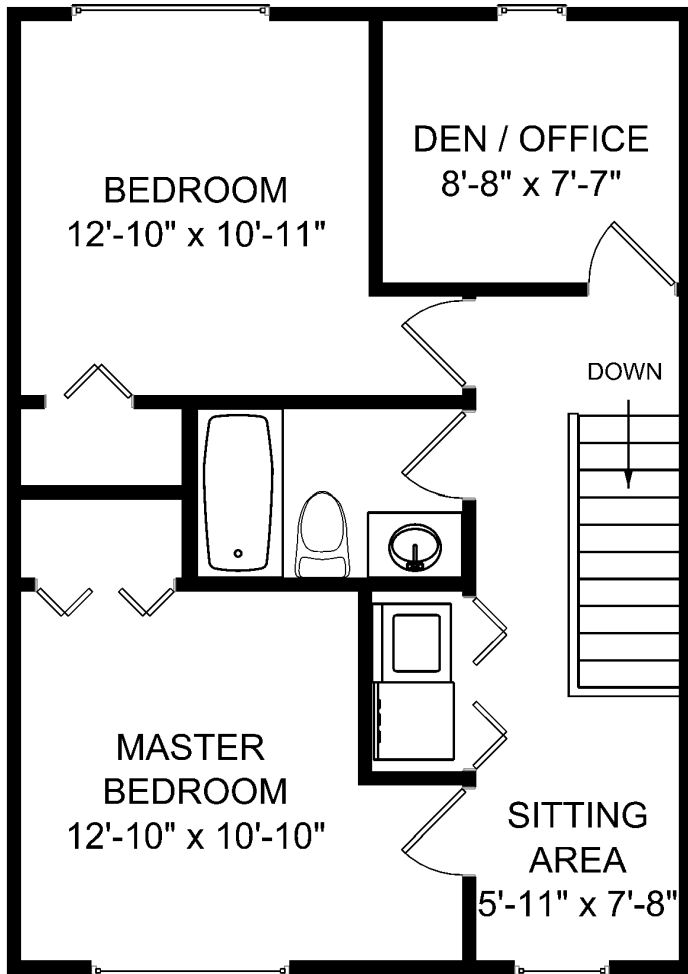 DEN / OFFICE
8'-8" x 7'-7"
BEDROOM
12'-10" x 10'-11"
DOWN
MASTER
BEDROOM
12'-10" x 10'-10"
SITTING
AREA
5'-11" x 7'-8"